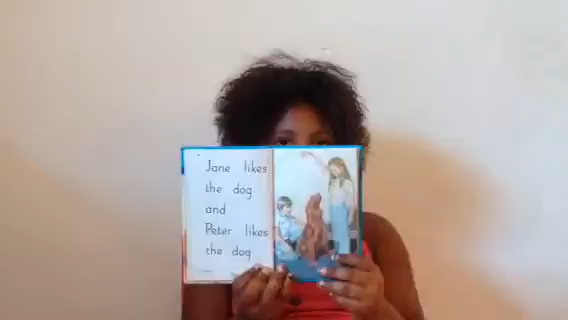 Jane likes
the dog
and
Peter likes
the dog